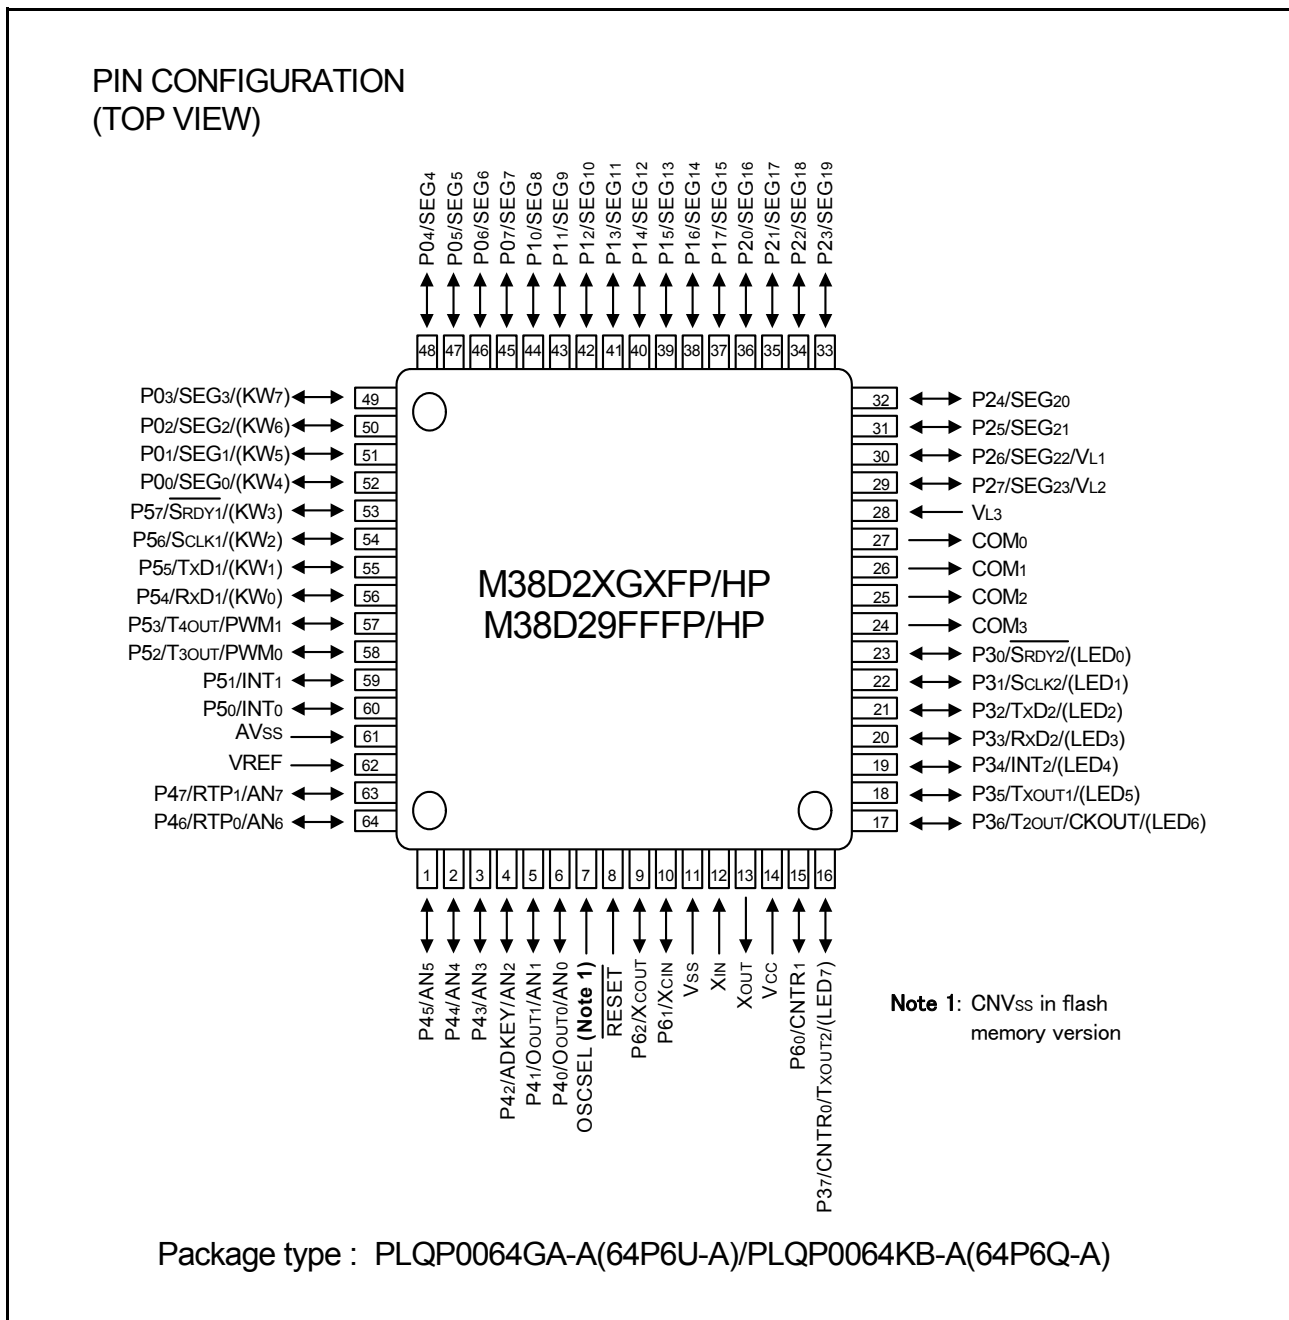 PIN CONFIGURATION
(TOP VIEW)
P04/SEG4
P05/SEG5
P06/SEG6
P07/SEG7
P10/SEG8
P11/SEG9
P12/SEG10
P13/SEG11
P14/SEG12
P15/SEG13
P16/SEG14
P17/SEG15
P20/SEG16
P21/SEG17
P22/SEG18
P23/SEG19
48 47 46 45 44 43 42 41 40 39 38 37 36 35 34 33
P03/SEG3/(KW7) 49
P02/SEG2/(KW6) 50
P01/SEG1/(KW5) 51
P00/SEG0/(KW4) 52
P57/SRDY1/(KW3) 53
P56/SCLK1/(KW2) 54
P55/TxD1/(KW1) 55
P54/RxD1/(KW0) 56
P53/T4OUT/PWM1 57
P52/T3OUT/PWM0 58
P51/INT1 59
P50/INT0 60
AVSS 61
VREF 62
P47/RTP1/AN7 63
P46/RTP0/AN6 64
M38D2XGXFP/HP
M38D29FFFP/HP
32 P24/SEG20
31 P25/SEG21
30 P26/SEG22/VL1
29 P27/SEG23/VL2
28 VL3
27 COM0
26 COM1
25 COM2
24 COM3
23 P30/SRDY2/(LED0)
22 P31/SCLK2/(LED1)
21 P32/TxD2/(LED2)
20 P33/RxD2/(LED3)
19 P34/INT2/(LED4)
18 P35/TXOUT1/(LED5)
17 P36/T2OUT/CKOUT/(LED6)
1 2 3 4 5 6 7 8 9 10 11 12 13 14 15 16
P45/AN5
P44/AN4
P43/AN3
P42/ADKEY/AN2
P41/OOUT1/AN1
P40/OOUT0/AN0
OSCSEL (Note 1)
RESET
P62/XCOUT
P61/XCIN
VSS
XIN
XOUT
VCC
P60/CNTR1
P37/CNTR0/TXOUT2/(LED7)
Note 1: CNVSS in flash
memory version
Package type : PLQP0064GA-A(64P6U-A)/PLQP0064KB-A(64P6Q-A)